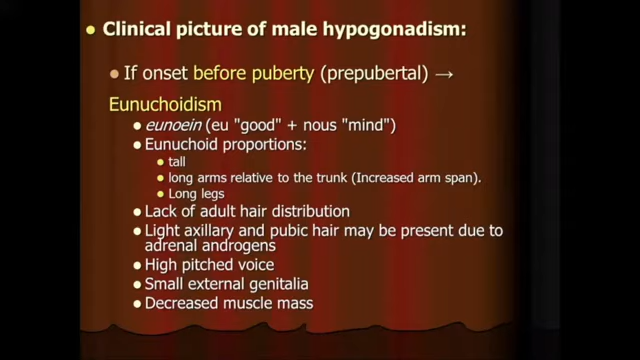 Clinical picture of male hypogonadism:
If onset before puberty (prepubertal) →
Eunuchoidism
eunoein (eu "good" + nous "mind")
Eunuchoid proportions:
tall
long arms relative to the trunk (Increased arm span).
Long legs
Lack of adult hair distribution
Light axillary and pubic hair may be present due to
adrenal androgens
High pitched voice
Small external genitalia
Decreased muscle mass